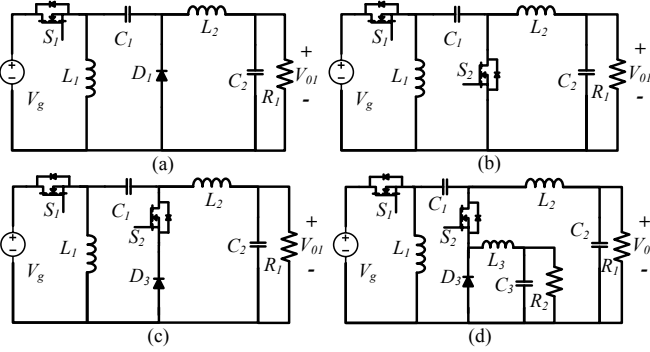 S1 C1 L2 + V01 -
Vg L1 D1 C2 R1
(a)
S1 C1 L2 + V01 -
Vg L1 S2 C2 R1
(b)
S1 C1 L2 + V01 -
Vg L1 S2 D3 C2 R1
(c)
S1 C1 L2 + V0 -
Vg L1 S2 D3 L3 C3 R2 C2 R1
(d)